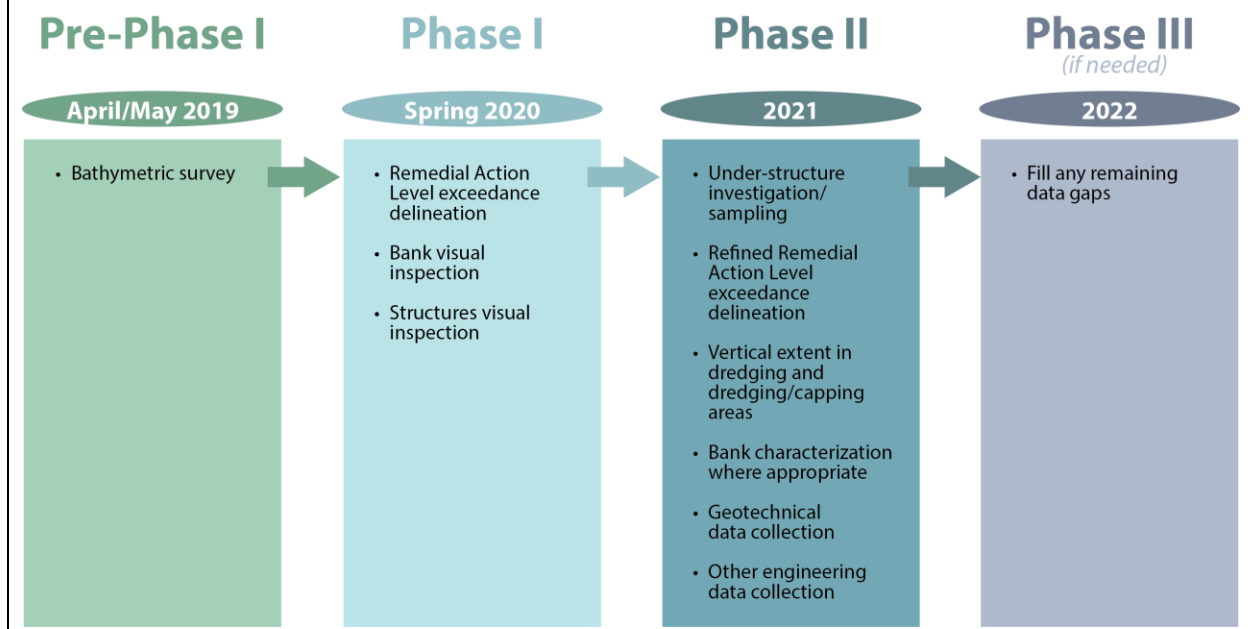 Pre-Phase I
April/May 2019
• Bathymetric survey
Phase I
Spring 2020
• Remedial Action
Level exceedance
delineation
• Bank visual
inspection
• Structures visual
inspection
Phase II
2021
• Under-structure
investigation/
sampling
• Refined Remedial
Action Level
exceedance
delineation
• Vertical extent in
dredging and
dredging/capping
areas
• Bank characterization
where appropriate
• Geotechnical
data collection
• Other engineering
data collection
Phase III
(if needed)
2022
• Fill any remaining
data gaps